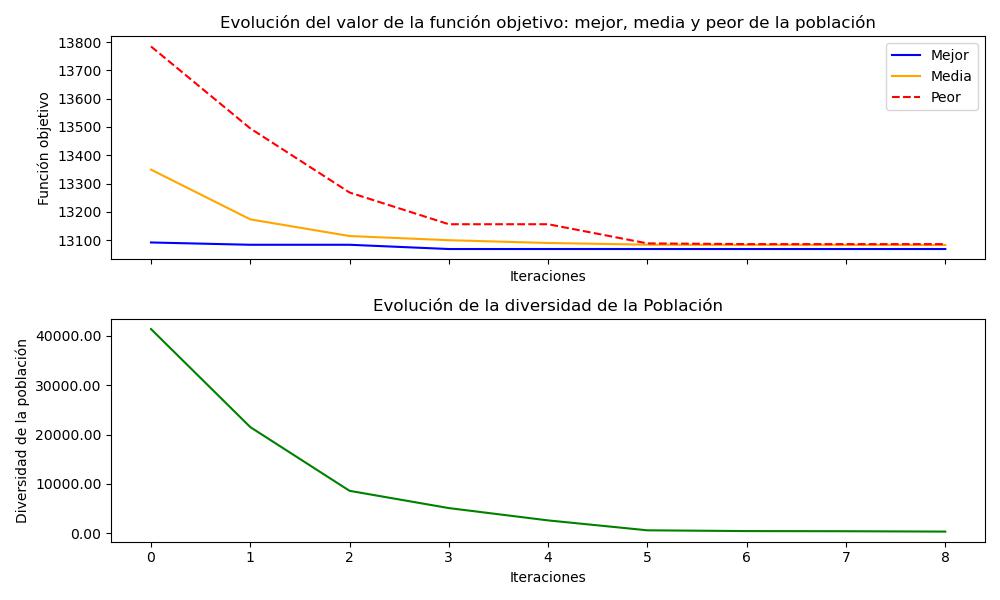 Evolución del valor de la función objetivo: mejor, media y peor de la población
13800
13700
13600
13500
13400
13300
13200
13100
Función objetivo
Mejor
Media
Peor
Iteraciones
Evolución de la diversidad de la Población
40000.00
30000.00
20000.00
10000.00
0.00
Diversidad de la población
0 1 2 3 4 5 6 7 8
Iteraciones